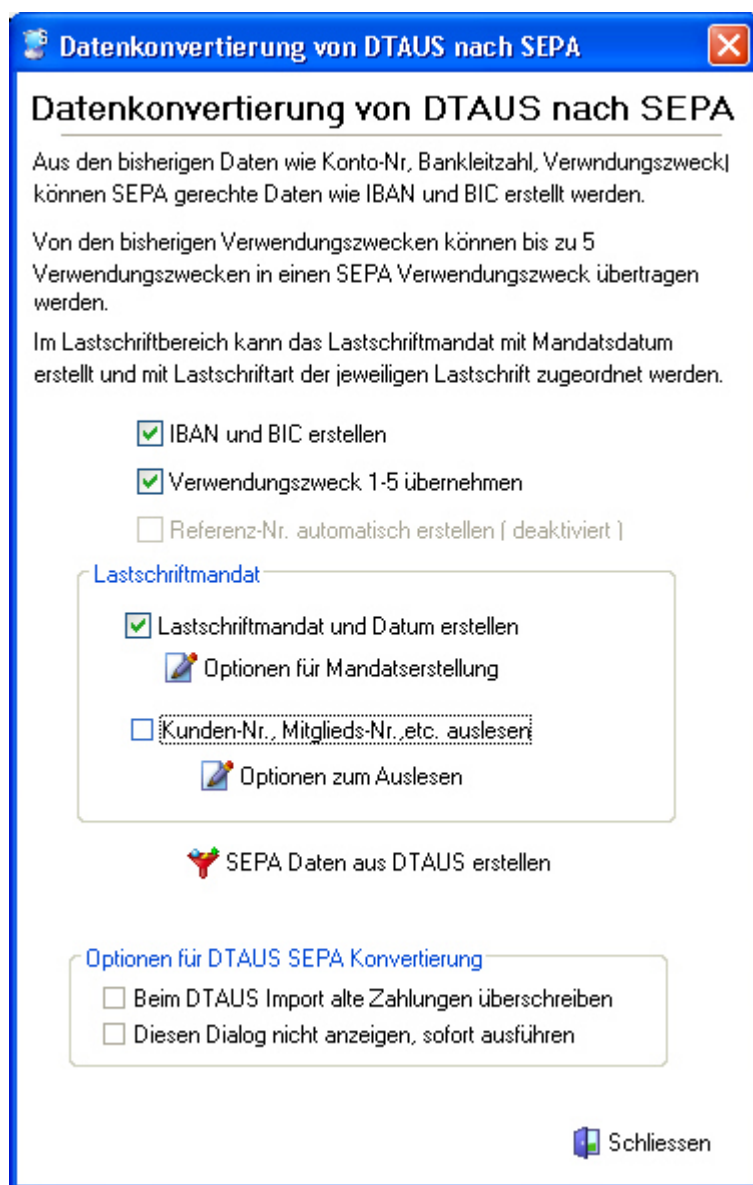 Datenkonvertierung von DTAUS nach SEPA
Datenkonvertierung von DTAUS nach SEPA
Aus den bisherigen Daten wie Konto-Nr, Bankleitzahl, Verwndungszweck
können SEPA gerechte Daten wie IBAN und BIC erstellt werden.
Von den bisherigen Verwendungszwecken können bis zu 5
Verwendungszwecken in einen SEPA Verwendungszweck übertragen
werden.
Im Lastschriftbereich kann das Lastschriftmandat mit Mandatsdatum
erstellt und mit Lastschriftart der jeweiligen Lastschrift zugeordnet werden.
IBAN und BIC erstellen
Verwendungszweck 1-5 übernehmen
Referenz-Nr. automatisch erstellen ( deaktiviert )
Lastschriftmandat
Lastschriftmandat und Datum erstellen
Optionen für Mandatserstellung
Kunden-Nr., Mitglieds-Nr.,etc. auslesen
Optionen zum Auslesen
SEPA Daten aus DTAUS erstellen
Optionen für DTAUS SEPA Konvertierung
Beim DTAUS Import alte Zahlungen überschreiben
Diesen Dialog nicht anzeigen, sofort ausführen
Schliessen